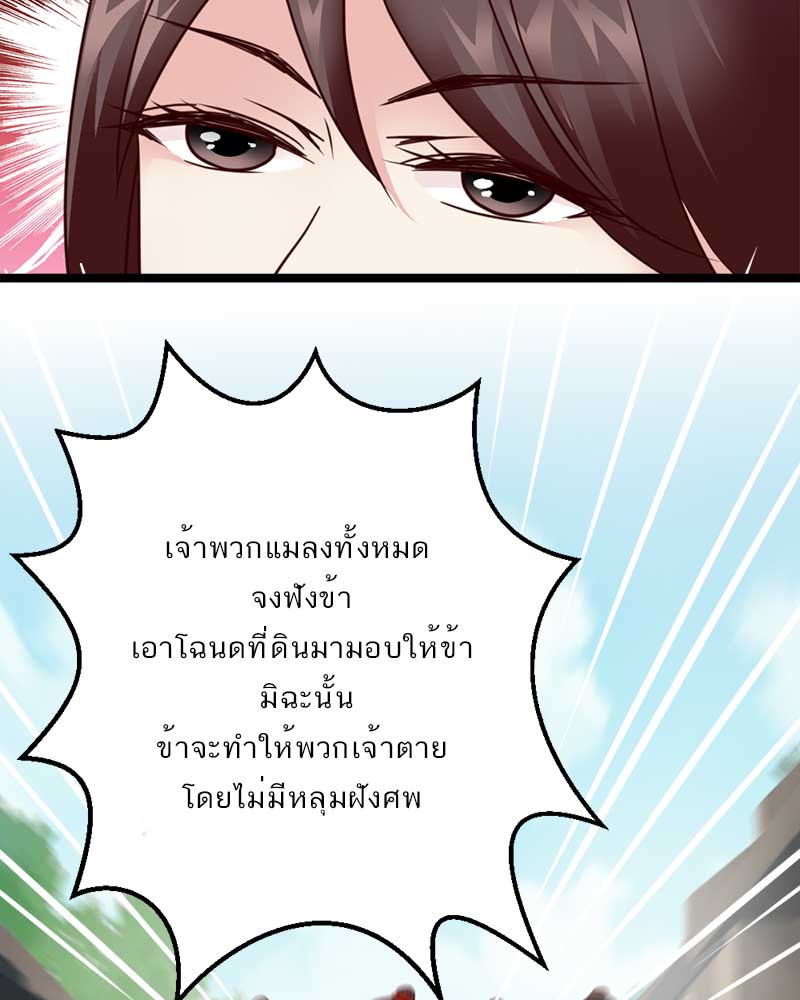 เจ้าพวกแมลงทั้งหมด
จงฟังข้า
เอาโฉนดที่ดินมามอบให้ข้า
มิฉะนั้น
ข้าจะทำให้พวกเจ้าตาย
โดยไม่มีหลุมฝังศพ